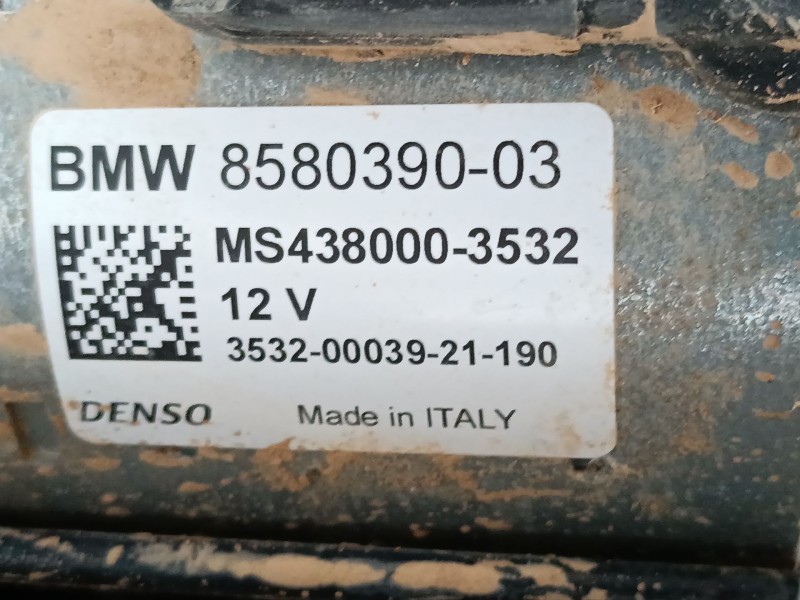 BMW 8580390-03
MS438000-3532
12 V
3532-00039-21-190
DENSO Made in ITALY